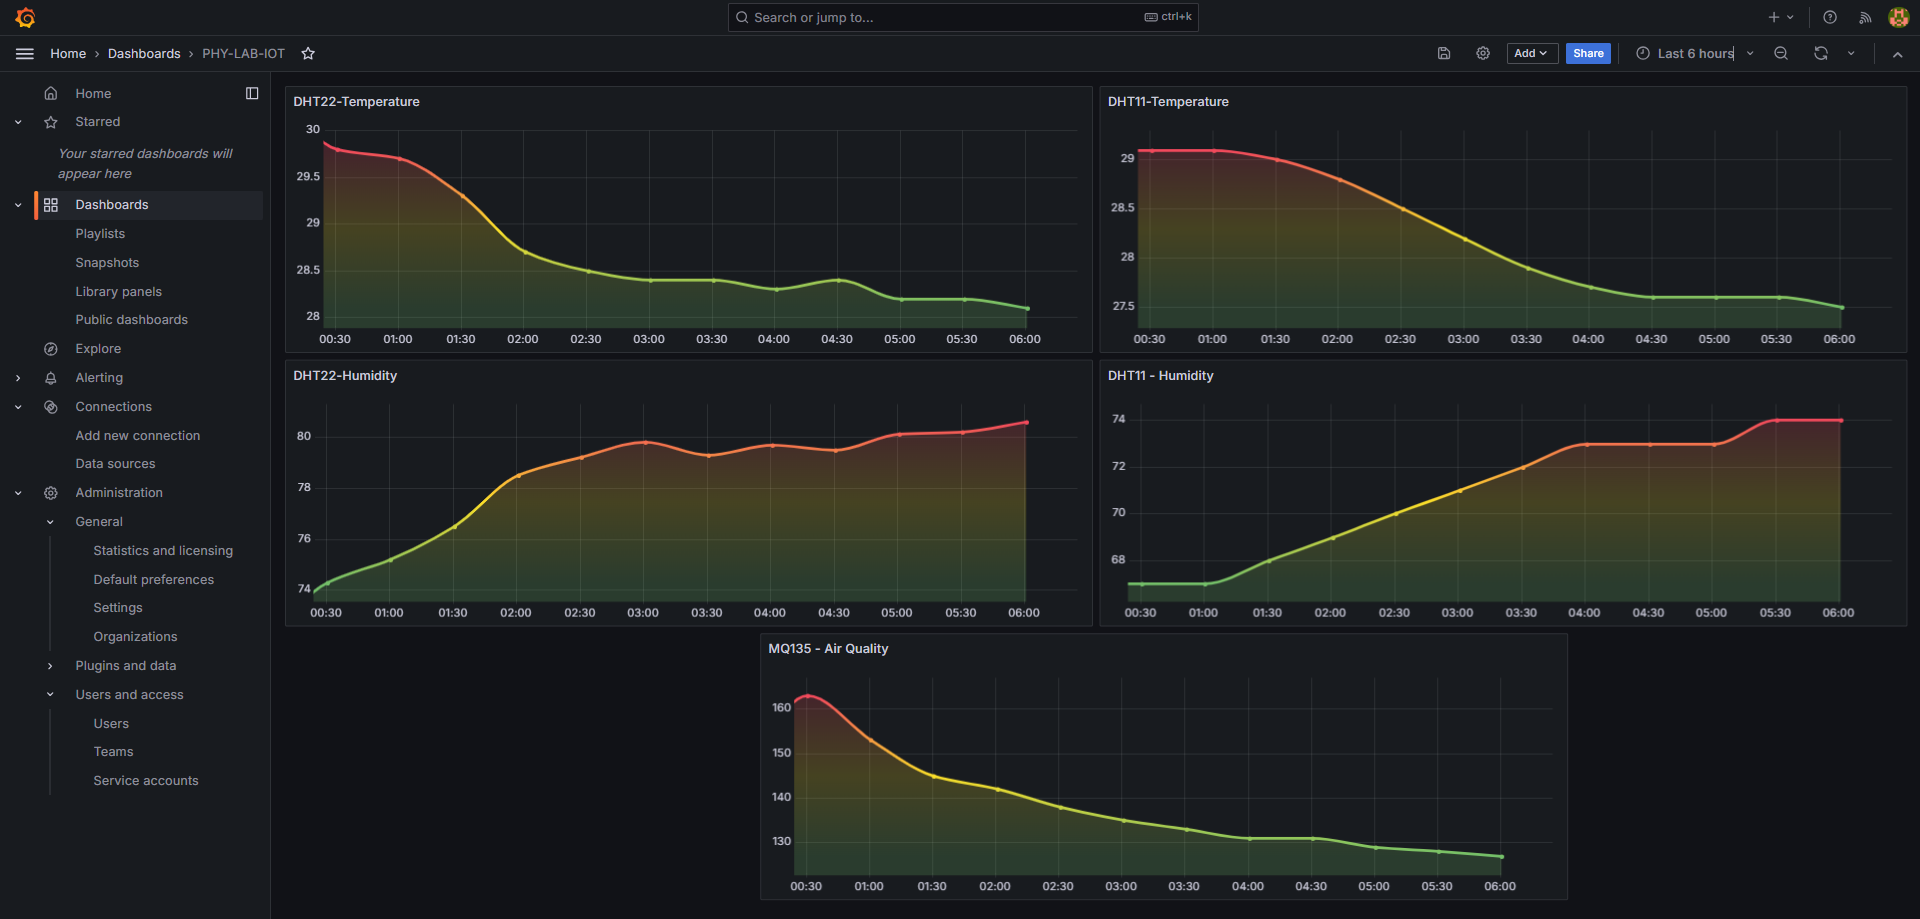 Search or jump to...
ctrl+k
Home › Dashboards › PHY-LAB-IOT
Add
Share
Last 6 hours
Home
Starred
Your starred dashboards will
appear here
Dashboards
Playlists
Snapshots
Library panels
Public dashboards
Explore
Alerting
Connections
Add new connection
Data sources
Administration
General
Statistics and licensing
Default preferences
Settings
Organizations
Plugins and data
Users and access
Users
Teams
Service accounts
DHT22-Temperature
30
29.5
29
28.5
28
00:30 01:00 01:30 02:00 02:30 03:00 03:30 04:00 04:30 05:00 05:30 06:00
DHT11-Temperature
29
28.5
28
27.5
00:30 01:00 01:30 02:00 02:30 03:00 03:30 04:00 04:30 05:00 05:30 06:00
DHT22-Humidity
80
78
76
74
00:30 01:00 01:30 02:00 02:30 03:00 03:30 04:00 04:30 05:00 05:30 06:00
DHT11 - Humidity
74
72
70
68
00:30 01:00 01:30 02:00 02:30 03:00 03:30 04:00 04:30 05:00 05:30 06:00
MQ135 - Air Quality
160
150
140
130
00:30 01:00 01:30 02:00 02:30 03:00 03:30 04:00 04:30 05:00 05:30 06:00